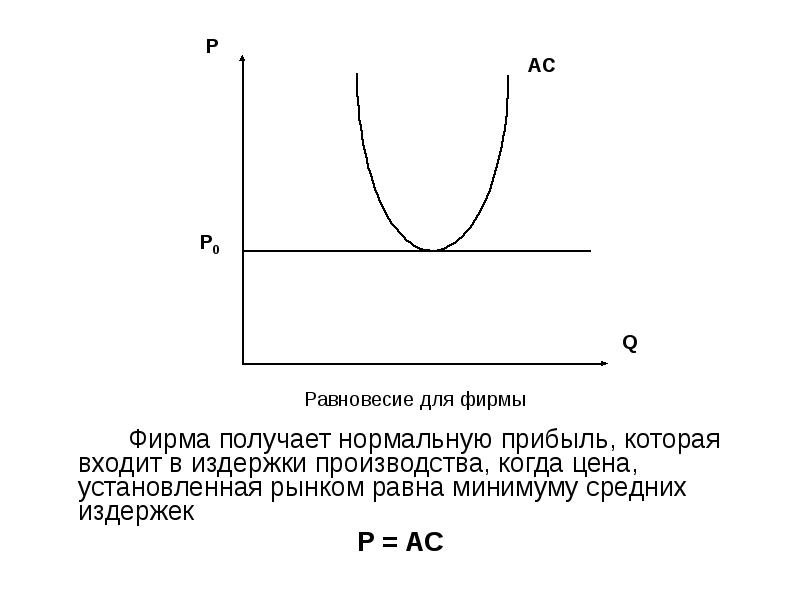 P
AC
P₀
Q
Равновесие для фирмы
Фирма получает нормальную прибыль, которая
входит в издержки производства, когда цена,
установленная рынком равна минимуму средних
издержек
P = AC